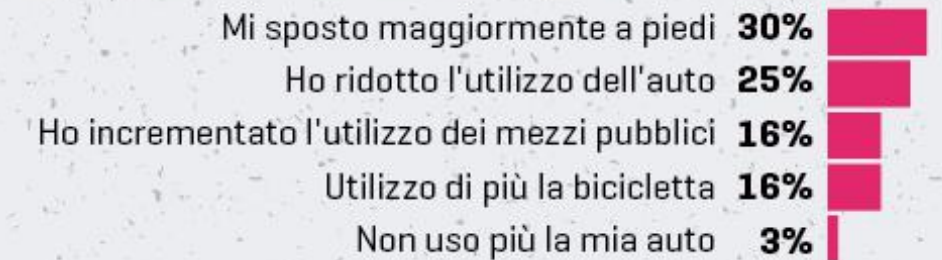 Mi sposto maggiormente a piedi 30%
Ho ridotto l'utilizzo dell'auto 25%
Ho incrementato l'utilizzo dei mezzi pubblici 16%
Utilizzo di più la bicicletta 16%
Non uso più la mia auto 3%